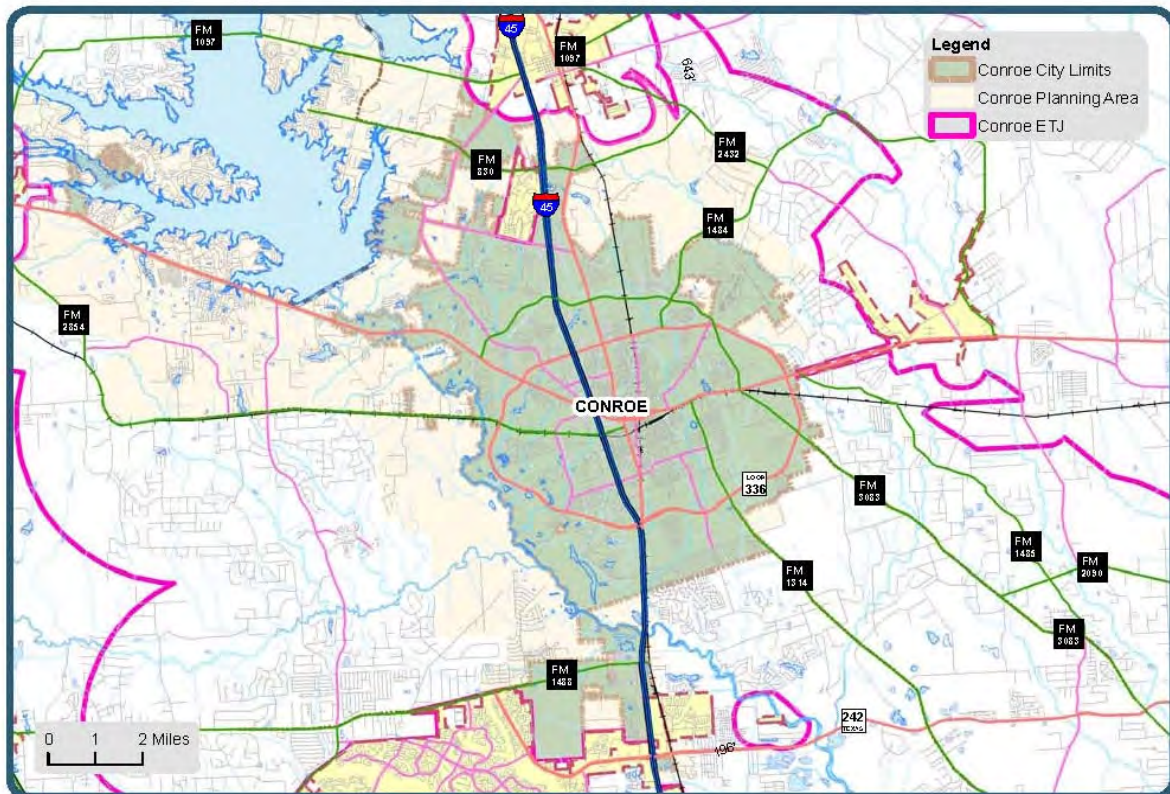 45
FM
1097
FM
1097
643'
Legend
Conroe City Limits
Conroe Planning Area
Conroe ETJ
FM
2432
FM
830
45
FM
1484
FM
2854
CONROE
LOOP
336
FM
3083
FM
1485
FM
2090
FM
1314
FM
3083
FM
1488
242
TEXAS
196'
0 1 2 Miles